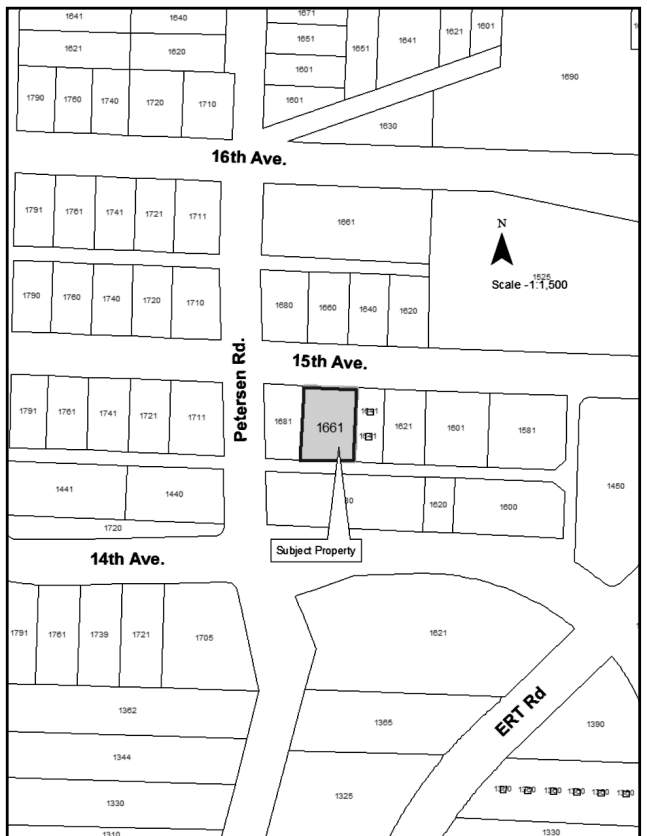 1641 1640 1671
1651 1651 1641 1621 1601
1621 1620
1601
1690
1790 1760 1740 1720 1710
1601
1630
16th Ave.
1791 1761 1741 1721 1711
1661
N
1525
Scale -1:1,500
1790 1760 1740 1720 1710
1680 1660 1640 1620
15th Ave.
Petersen Rd.
1791 1761 1741 1721 1711
1681 1661 1641 1621 1601 1581
1641
1441 1440
1450
1620 1600
1720
Subject Property
14th Ave.
1791 1761 1739 1721 1705
1621
1362
1365
ERT Rd
1390
1344
1330
1325
1310
1330